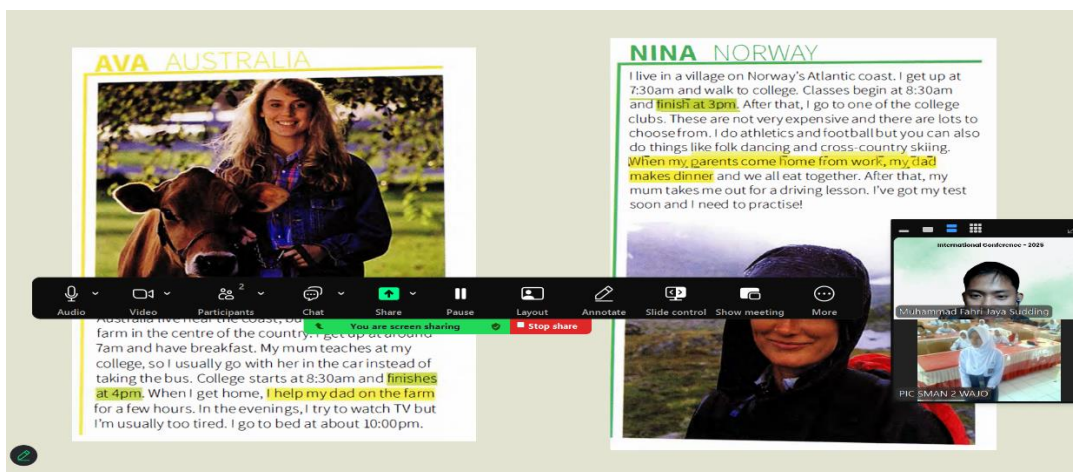 AVA AUSTRALIA
Australia live near the coast, bu
farm in the centre of the country. I get up at around
7am and have breakfast. My mum teaches at my
college, so I usually go with her in the car instead of
taking the bus. College starts at 8:30am and finishes
at 4pm. When I get home, I help my dad on the farm
for a few hours. In the evenings, I try to watch TV but
I'm usually too tired. I go to bed at about 10:00pm.
NINA NORWAY
I live in a village on Norway's Atlantic coast. I get up at
7:30am and walk to college. Classes begin at 8:30am
and finish at 3pm. After that, I go to one of the college
clubs. These are not very expensive and there are lots to
choose from. I do athletics and football but you can also
do things like folk dancing and cross-country skiing.
When my parents come home from work, my dad
makes dinner and we all eat together. After that, my
mum takes me out for a driving lesson. I've got my test
soon and I need to practise!
Audio
Video
2
Participants
Chat
Share
Pause
Layout
Annotate
Slide control
Show meeting
More
You are screen sharing
Stop share
International Conference - 2025
Muhammad Fahri Jaya Sudding
PIC SMAN 2 WAJO